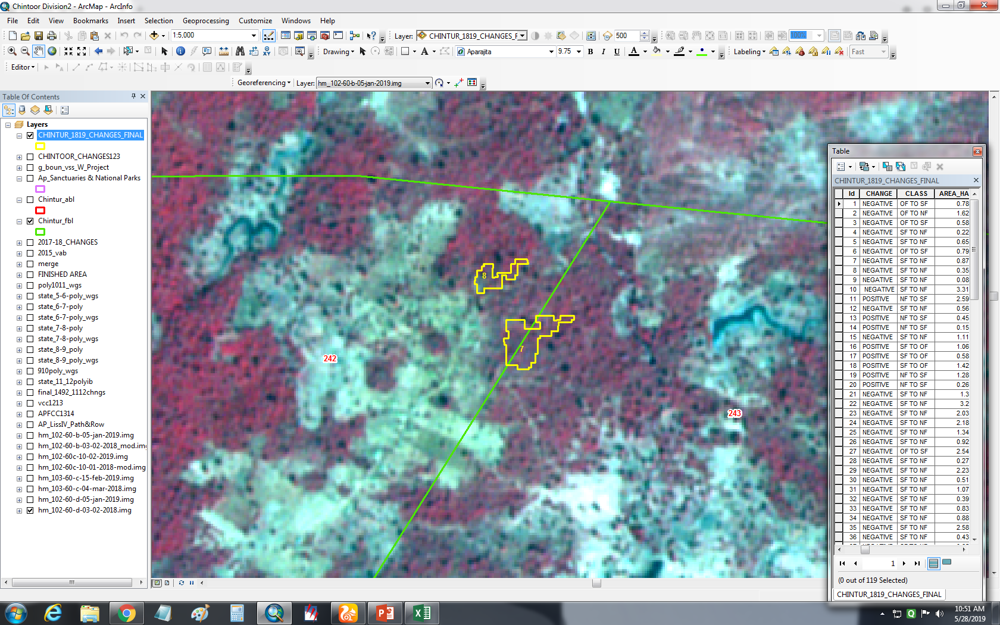 Chintoor Division2 - ArcMap - ArcInfo
File Edit View Bookmarks Insert Selection Geoprocessing Customize Windows Help
1:5,000 Layer: CHINTUR_1819_CHANGES_F 500 100%
Drawing Aparajita 9.75 B I U A Labeling Fast
Editor
Georeferencing Layer: hm_102-60-b-05-jan-2019.img
Table Of Contents
Layers
CHINTUR_1819_CHANGES_FINAL
CHINTOOR_CHANGES123
g_boun_vss_W_Project
Ap_Sanctuaries & National Parks
Chintur_abl
Chintur_fbl
2017-18_CHANGES
2015_vab
merge
FINISHED AREA
poly1011_wgs
state_5-6-poly_wgs
state_6-7-poly
state_6-7-poly_wgs
state_7-8-poly
state_7-8-poly_wgs
state_8-9_poly
state_8-9_poly_wgs
910poly_wgs
state_11_12polyib
final_1492_1112chngs
vcc1213
APFCC1314
AP_LissIV_Path&Row
hm_102-60-b-05-jan-2019.img
hm_102-60-b-03-02-2018_mod.im
hm_102-60c-10-02-2019.img
hm_102-60c-10-01-2018-mod.img
hm_103-60-c-15-feb-2019.img
hm_103-60-c-04-mar-2018.img
hm_102-60-d-05-jan-2019.img
hm_102-60-d-03-02-2018.img
8
7
242
243
Table
CHINTUR_1819_CHANGES_FINAL
Id CHANGE CLASS AREA_HA
1 NEGATIVE OF TO SF 0.78
2 NEGATIVE OF TO NF 1.62
3 NEGATIVE OF TO SF 0.58
4 NEGATIVE SF TO NF 0.22
5 NEGATIVE SF TO NF 0.65
6 NEGATIVE OF TO SF 0.79
7 NEGATIVE SF TO NF 0.87
8 NEGATIVE SF TO NF 0.35
9 NEGATIVE SF TO NF 0.08
10 NEGATIVE SF TO NF 3.31
11 POSITIVE NF TO SF 2.59
12 NEGATIVE SF TO NF 0.56
13 POSITIVE NF TO SF 0.45
14 POSITIVE NF TO SF 0.15
15 NEGATIVE SF TO NF 1.11
16 POSITIVE SF TO OF 1.06
17 POSITIVE SF TO OF 0.58
18 POSITIVE SF TO OF 1.42
19 POSITIVE NF TO SF 1.28
20 POSITIVE NF TO SF 0.26
21 NEGATIVE SF TO NF 1.3
22 NEGATIVE SF TO NF 3.2
23 NEGATIVE SF TO NF 2.03
24 NEGATIVE SF TO NF 2.18
25 NEGATIVE SF TO NF 1.34
26 NEGATIVE SF TO NF 0.92
27 NEGATIVE OF TO SF 2.54
28 NEGATIVE SF TO NF 0.27
29 NEGATIVE SF TO NF 2.23
30 NEGATIVE SF TO NF 0.51
31 NEGATIVE SF TO NF 1.07
32 NEGATIVE SF TO NF 0.39
33 NEGATIVE SF TO NF 0.83
34 NEGATIVE SF TO NF 0.88
35 NEGATIVE SF TO NF 2.58
36 NEGATIVE SF TO NF 0.43
1
(0 out of 119 Selected)
CHINTUR_1819_CHANGES_FINAL
10:51 AM
5/28/2019